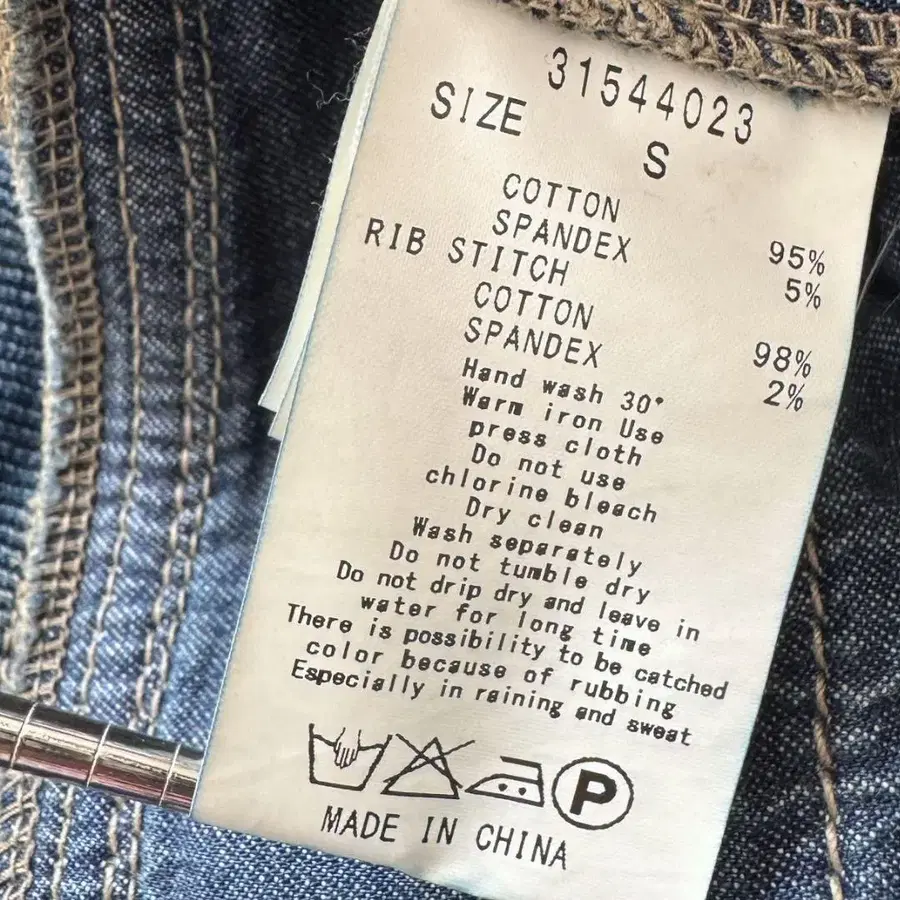 31544023
SIZE S
COTTON 95%
SPANDEX 5%
RIB STITCH
COTTON 98%
SPANDEX 2%
Hand wash 30°
Warm iron Use
press cloth
Do not use
chlorine bleach
Dry clean
Wash separately
Do not tumble dry
Do not drip dry and leave in
water for long time
There is possibility to be catched
color because of rubbing
Especially in raining and sweat
P
MADE IN CHINA